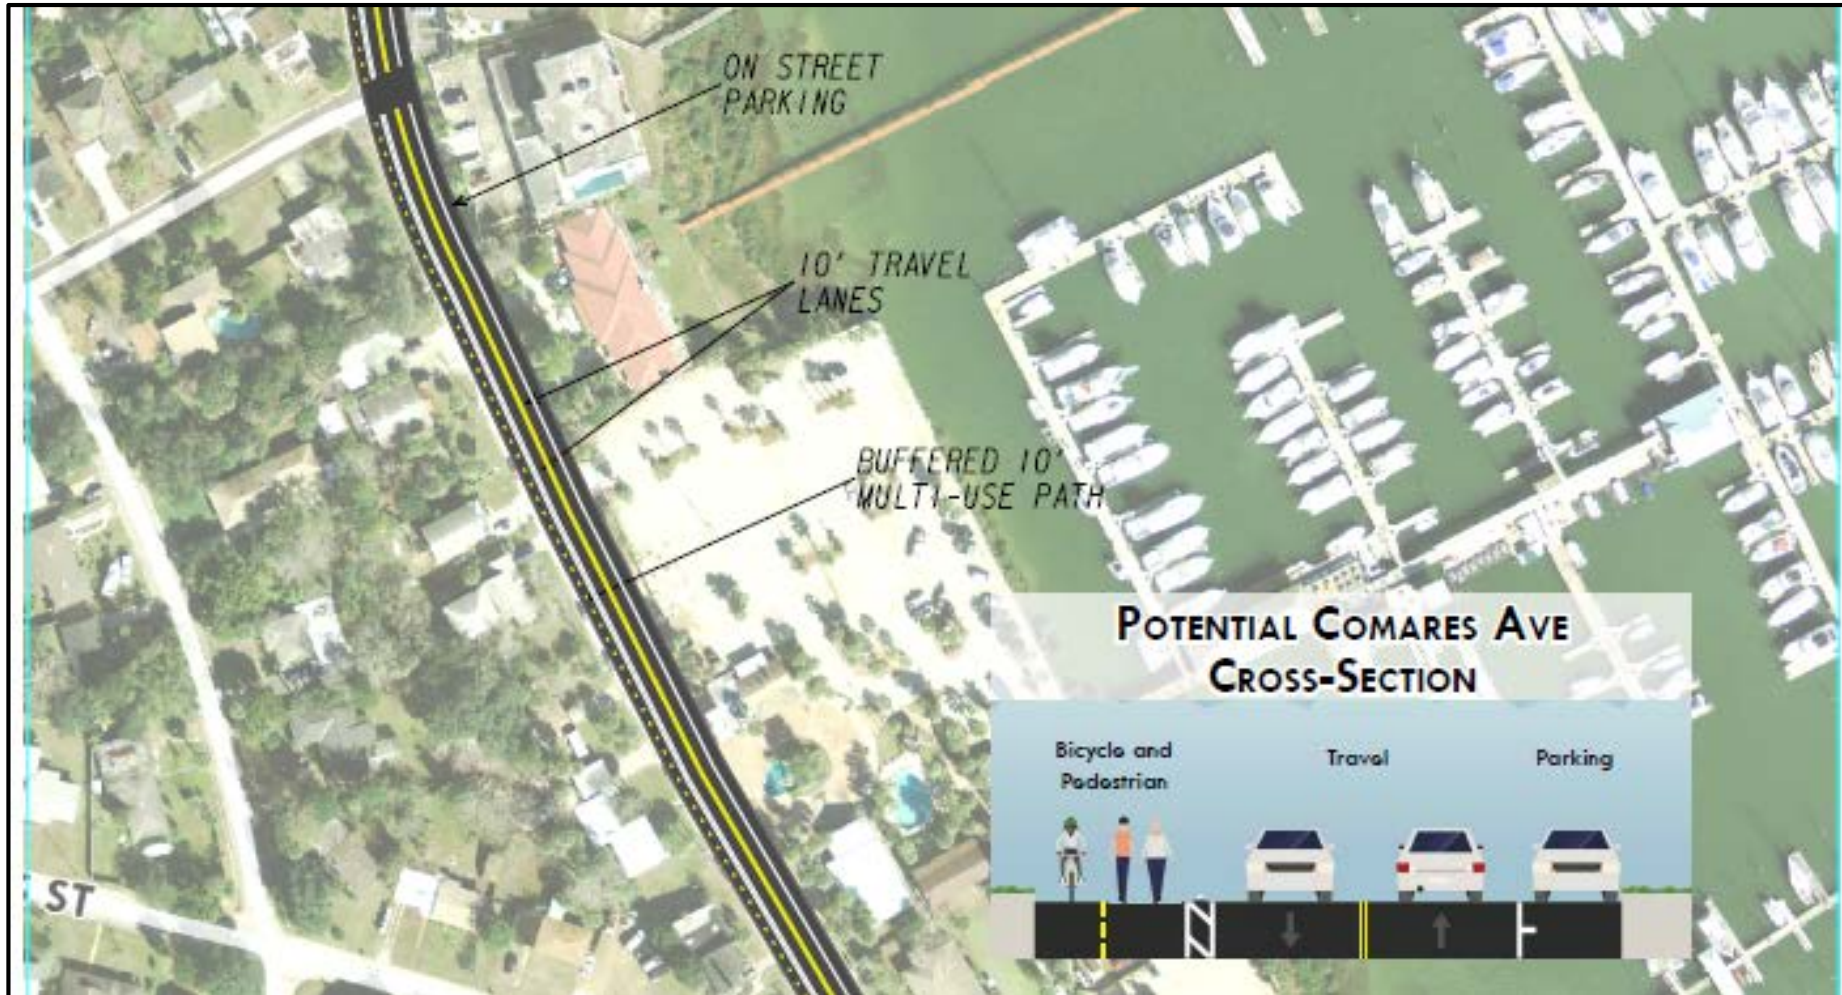 ON STREET
PARKING
10' TRAVEL
LANES
BUFFERED 10'
MULTI-USE PATH
POTENTIAL COMARES AVE
CROSS-SECTION
Bicycle and
Pedestrian
Travel
Parking
ST